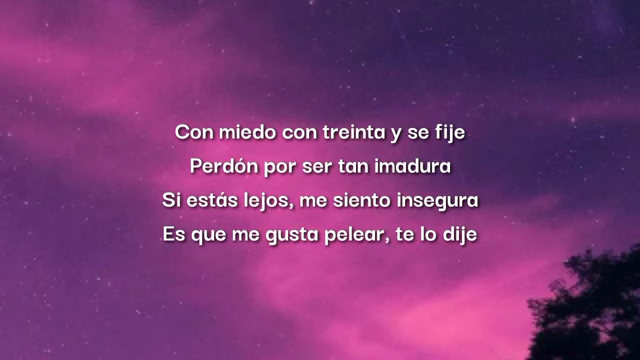 Con miedo con treinta y se fije
Perdón por ser tan imadura
Si estás lejos, me siento insegura
Es que me gusta pelear, te lo dije